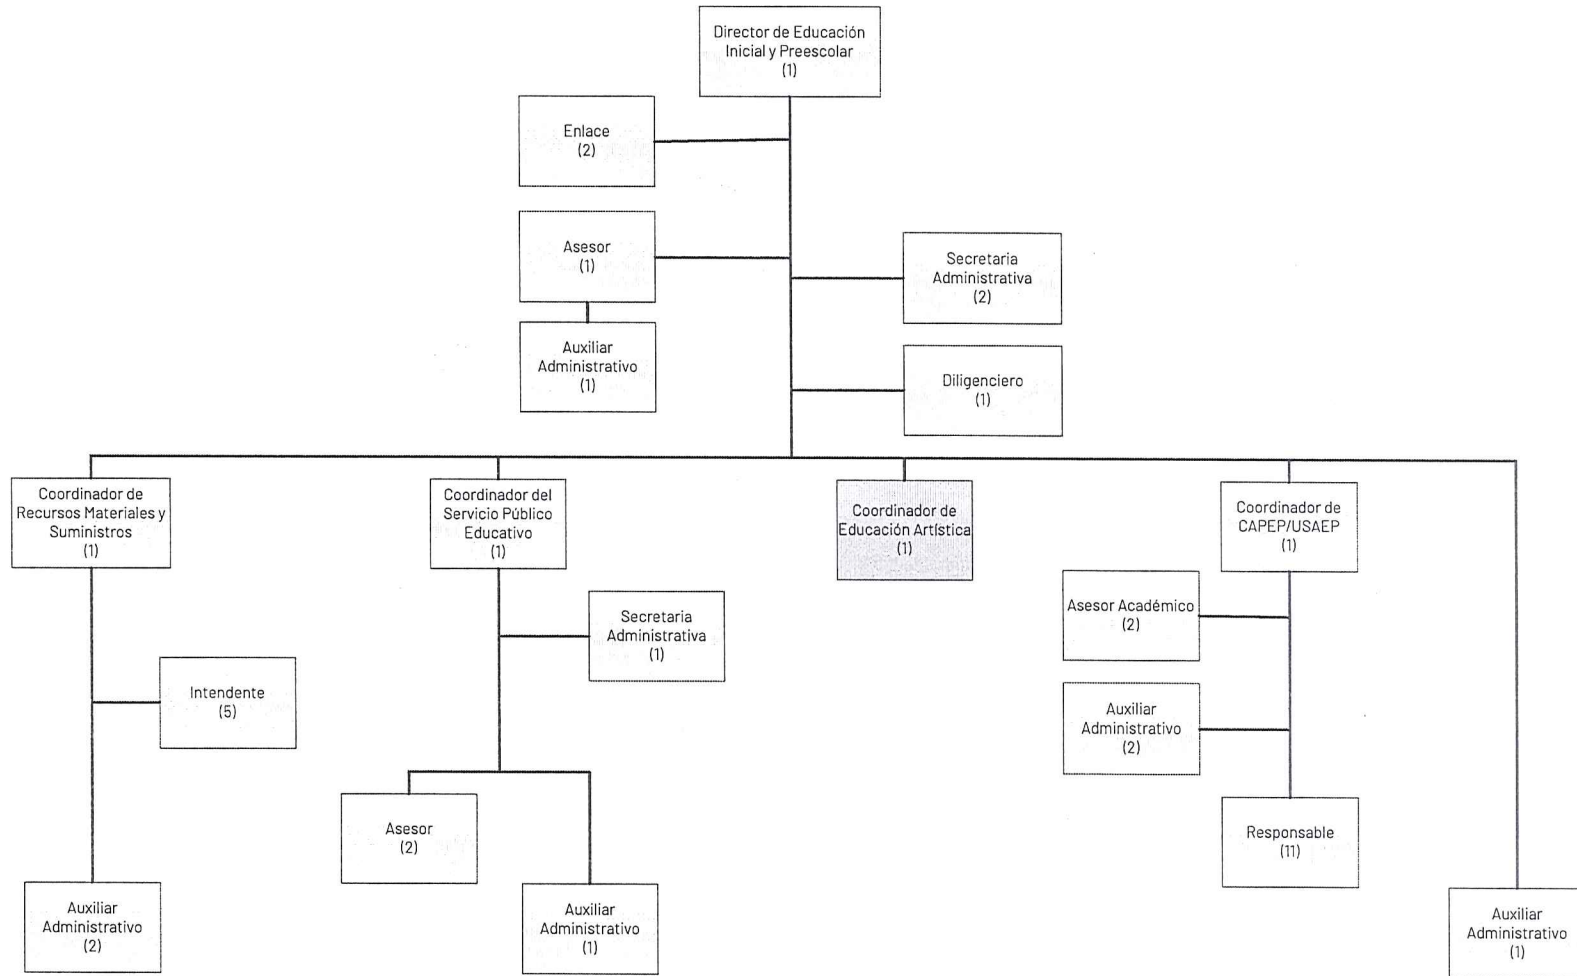 Director de Educación
Inicial y Preescolar
(1)
Enlace
(2)
Asesor
(1)
Secretaria
Administrativa
(2)
Auxiliar
Administrativo
(1)
Diligenciero
(1)
Coordinador de
Recursos Materiales y
Suministros
(1)
Coordinador del
Servicio Público
Educativo
(1)
Coordinador de
Educación Artística
(1)
Coordinador de
CAPEP/USAEP
(1)
Secretaria
Administrativa
(1)
Asesor Académico
(2)
Intendente
(5)
Auxiliar
Administrativo
(2)
Asesor
(2)
Responsable
(11)
Auxiliar
Administrativo
(2)
Auxiliar
Administrativo
(1)
Auxiliar
Administrativo
(1)